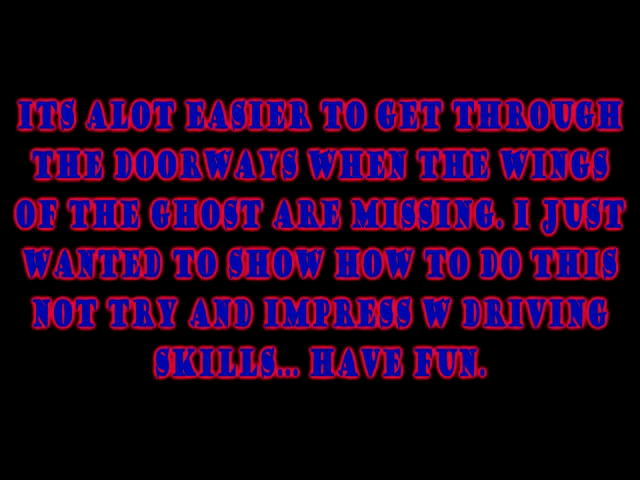 ITS ALOT EASIER TO GET THROUGH
THE DOORWAYS WHEN THE WINGS
OF THE GHOST ARE MISSING. I JUST
WANTED TO SHOW HOW TO DO THIS
NOT TRY AND IMPRESS W DRIVING
SKILLS... HAVE FUN.